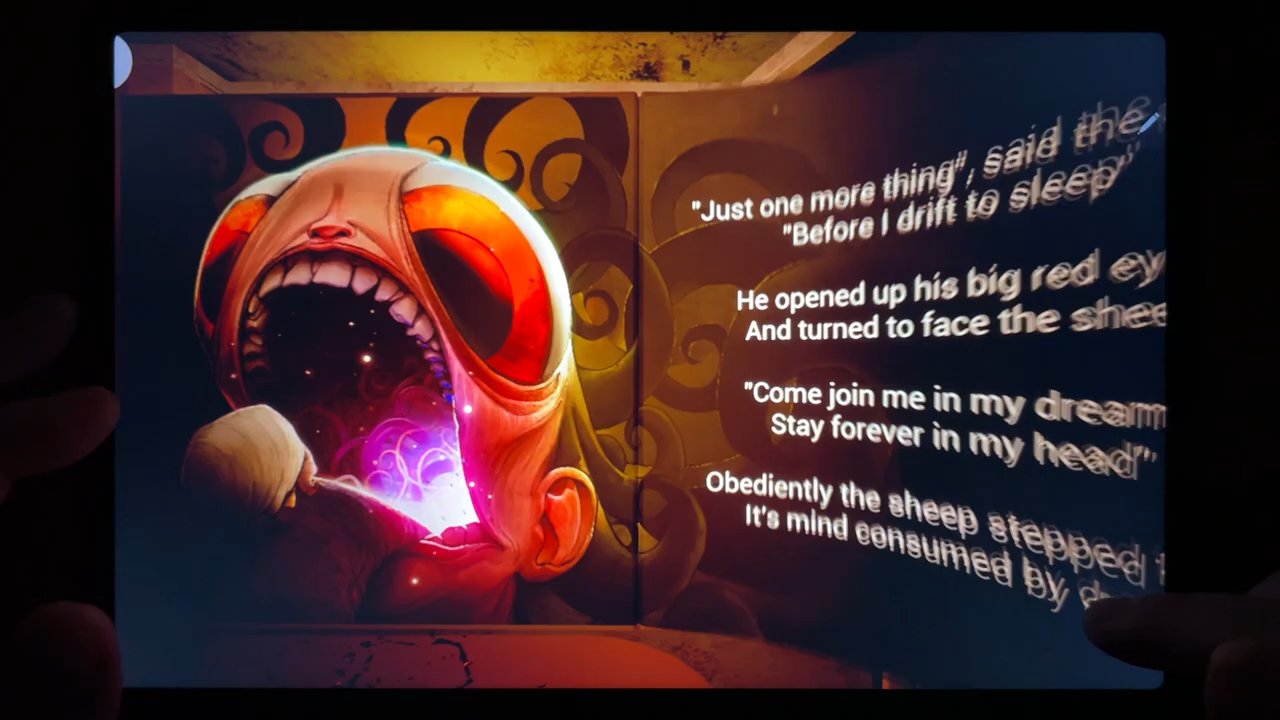 "Just one more thing", said the
"Before I drift to sleep"
He opened up his big red
And turned to face the
"Come join me in my dream
Stay forever in my head"
Obediently the sheep stepped
It's mind consumed by